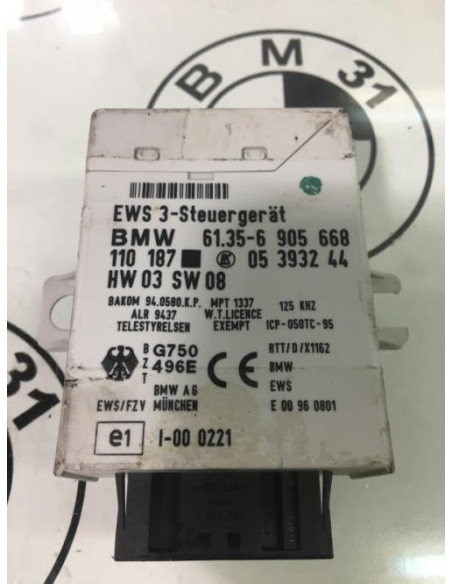 BM 31
EWS 3-Steuergerät
BMW 61.35-6 905 668
110 187 05 3932 44
HW 03 SW 08
BAKOM 94.0580.K.P. MPT 1337 125 KHZ
ALR 9437 W.T.LICENCE
TELESTYRELSEN EXEMPT ICP-050TC-95
BZT G750 496E RTT/D/X1162
BMW
BMW AG EWS
EWS/FZV MÜNCHEN E 00 96 0801
e1 I-00 0221